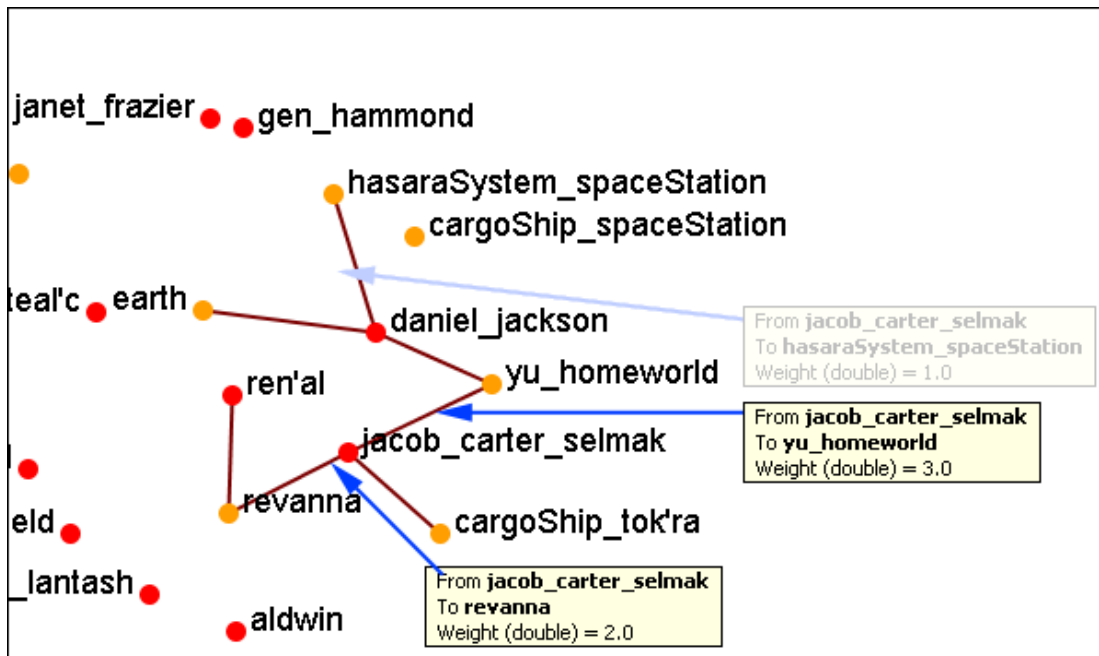 janet_frazier
gen_hammond
hasaraSystem_spaceStation
cargoShip_spaceStation
teal'c
earth
daniel_jackson
From jacob_carter_selmak
To hasaraSystem_spaceStation
Weight (double) = 1.0
yu_homeworld
ren'al
From jacob_carter_selmak
To yu_homeworld
Weight (double) = 3.0
jacob_carter_selmak
revanna
eld
cargoShip_tok'ra
_lantash
From jacob_carter_selmak
To revanna
Weight (double) = 2.0
aldwin